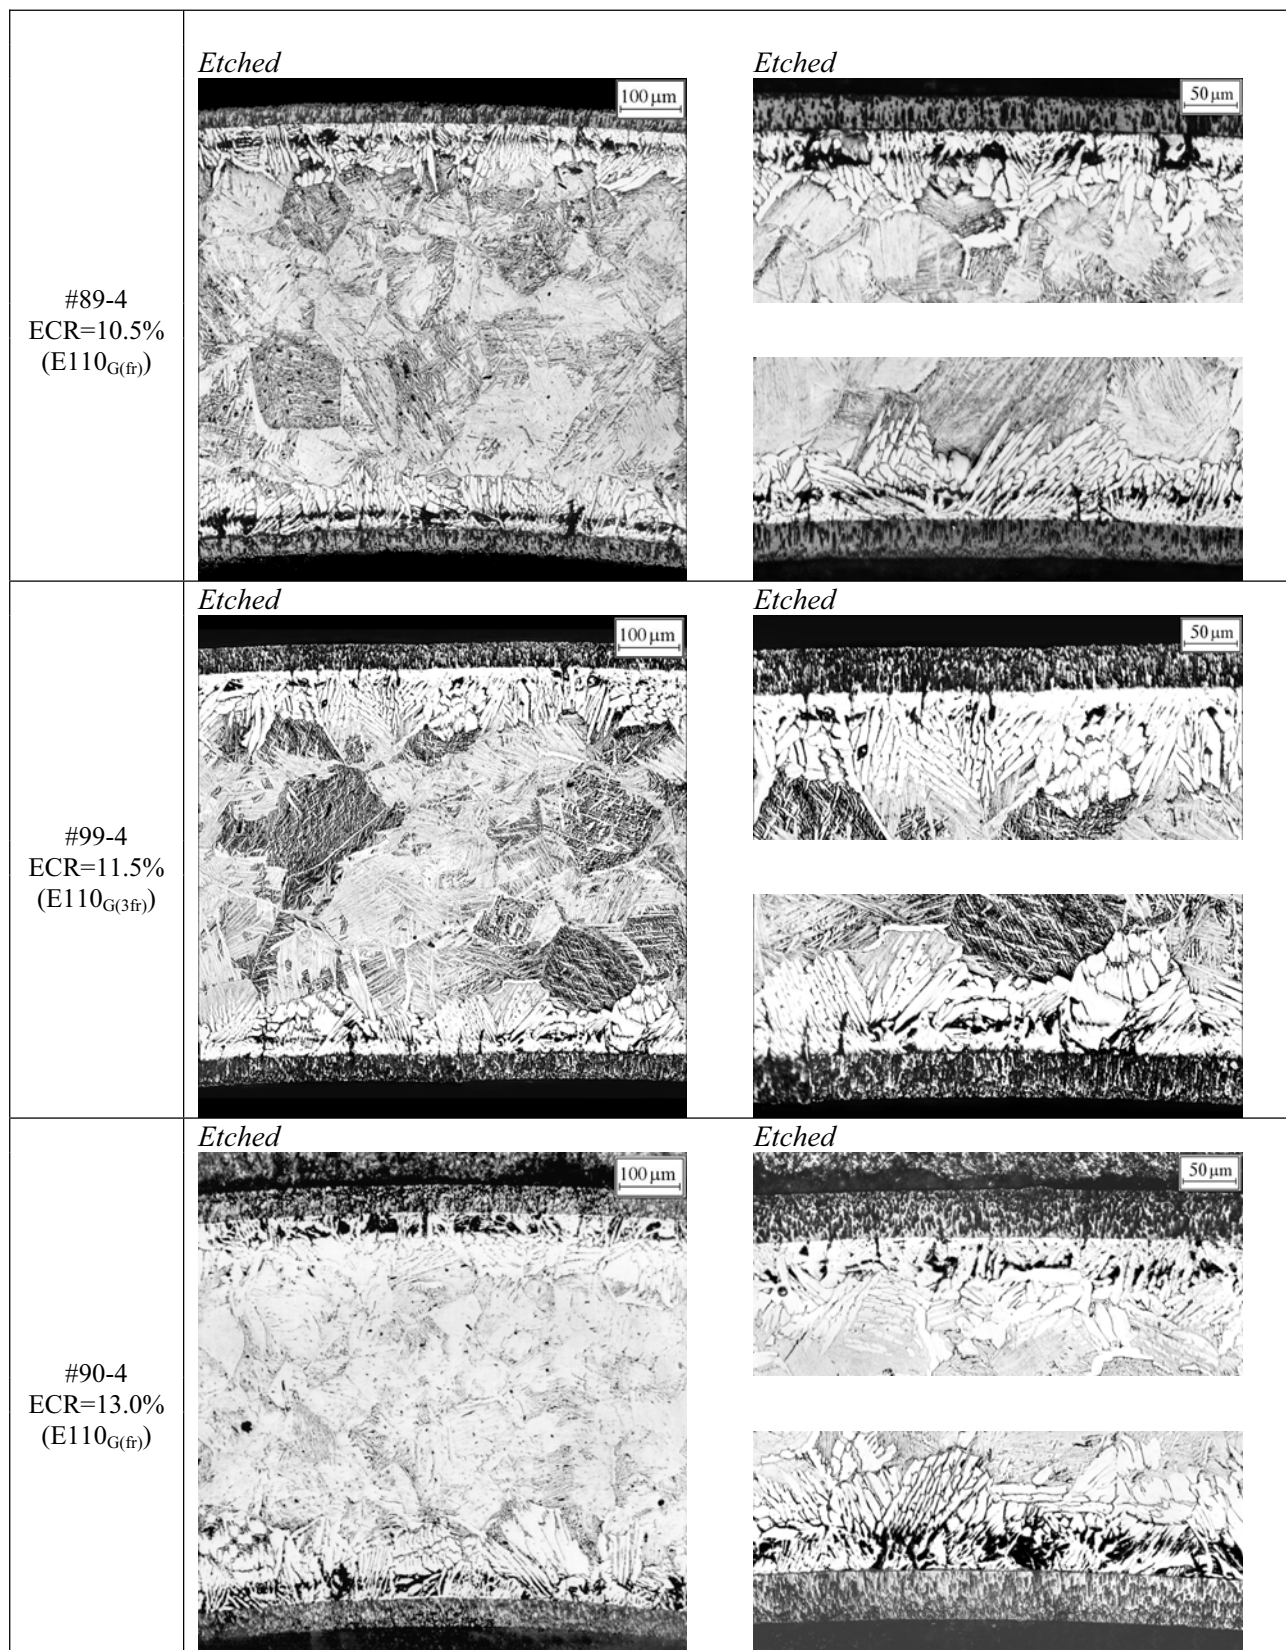 Etched
Etched
100 μm
50 μm
#89-4
ECR=10.5%
(E110G(fr))
Etched
Etched
100 μm
50 μm
#99-4
ECR=11.5%
(E110G(3fr))
Etched
Etched
100 μm
50 μm
#90-4
ECR=13.0%
(E110G(fr))